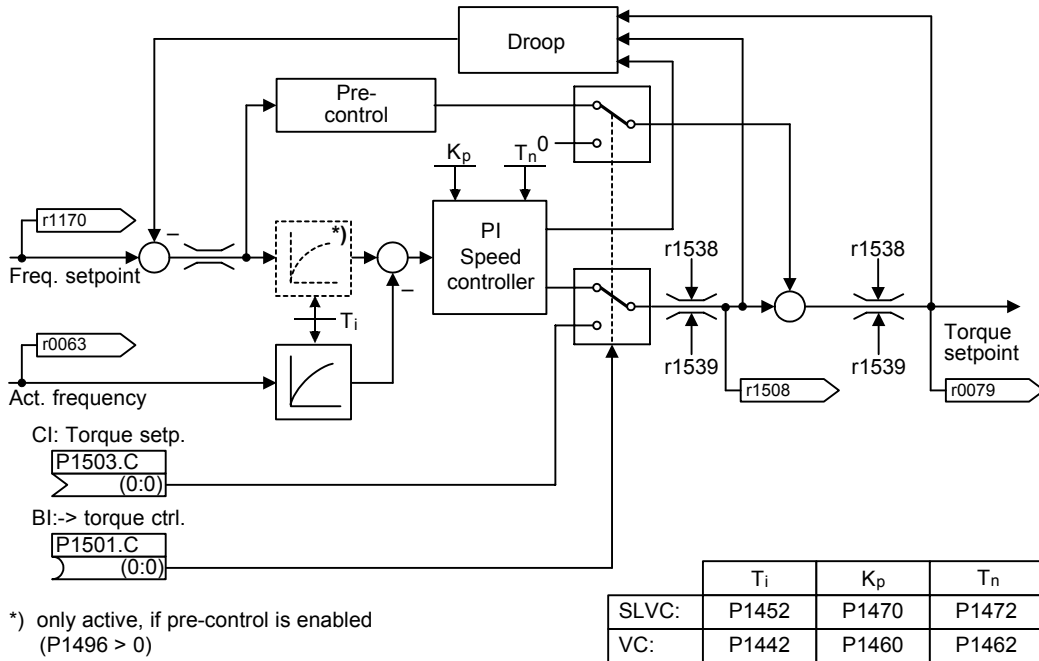 Droop
Pre-
control
0
Kp
Tn
r1170
Freq. setpoint
*)
PI
Speed
controller
r1538
r1538
Ti
r0063
Act. frequency
r1539
r1539
Torque
setpoint
r1508
r0079
CI: Torque setp.
P1503.C
(0:0)
BI:-> torque ctrl.
P1501.C
(0:0)
*) only active, if pre-control is enabled
(P1496 > 0)
Ti Kp Tn
SLVC: P1452 P1470 P1472
VC: P1442 P1460 P1462